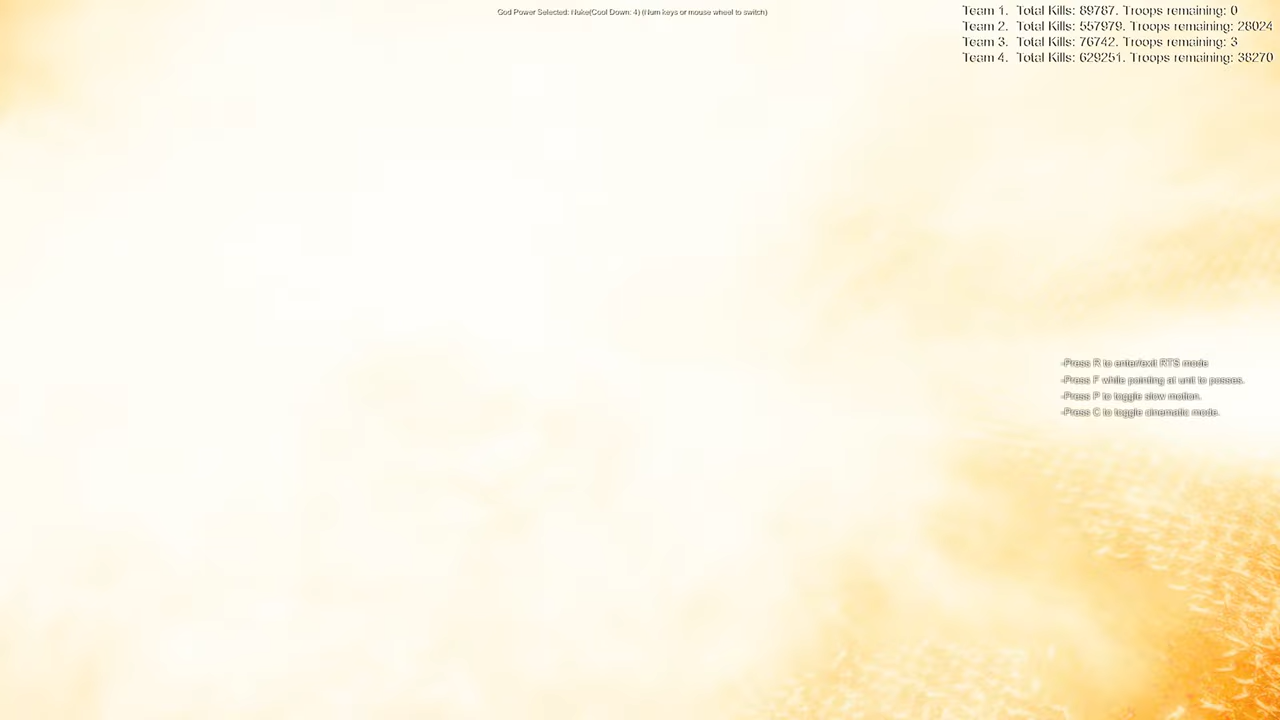 God Power Selected: Nuke(Cool Down: 4) (Num keys or mouse wheel to switch)
Team 1.  Total Kills: 89787. Troops remaining: 0
Team 2.  Total Kills: 557979. Troops remaining: 28024
Team 3.  Total Kills: 76742. Troops remaining: 3
Team 4.  Total Kills: 629251. Troops remaining: 38270
-Press R to enter/exit RTS mode
-Press F while pointing at unit to posses.
-Press P to toggle slow motion.
-Press C to toggle cinematic mode.